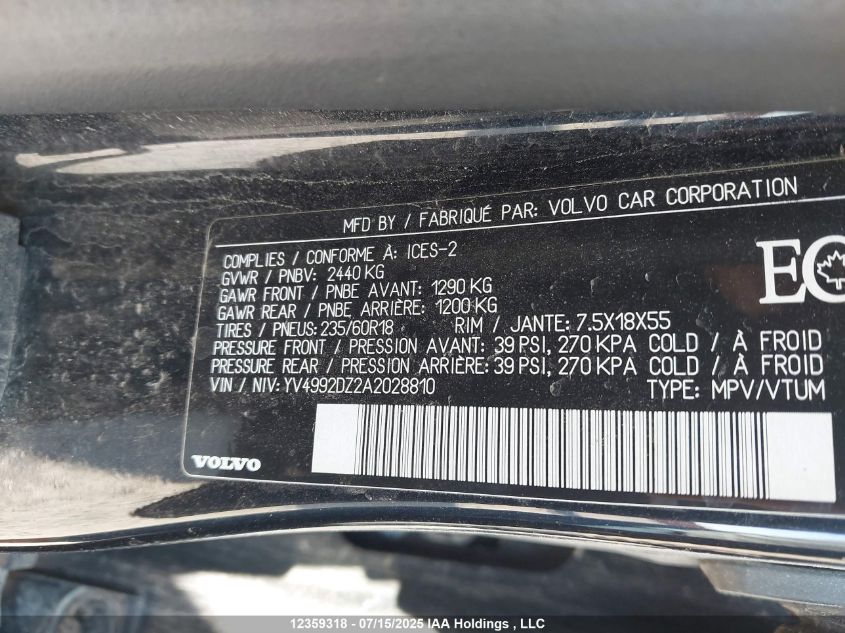 MFD BY / FABRIQUÉ PAR: VOLVO CAR CORPORATION
COMPLIES / CONFORME À: ICES-2
GVWR / PNBV: 2440 KG
GAWR FRONT / PNBE AVANT: 1290 KG
GAWR REAR / PNBE ARRIÈRE: 1200 KG
TIRES / PNEUS: 235/60R18 RIM / JANTE: 7.5X18X55
PRESSURE FRONT / PRESSION AVANT: 39 PSI, 270 KPA COLD / À FROID
PRESSURE REAR / PRESSION ARRIÈRE: 39 PSI, 270 KPA COLD / À FROID
VIN / NIV: YV4992DZ2A2028810 TYPE: MPV/VTUM
VOLVO
12359318 - 07/15/2025 IAA Holdings , LLC